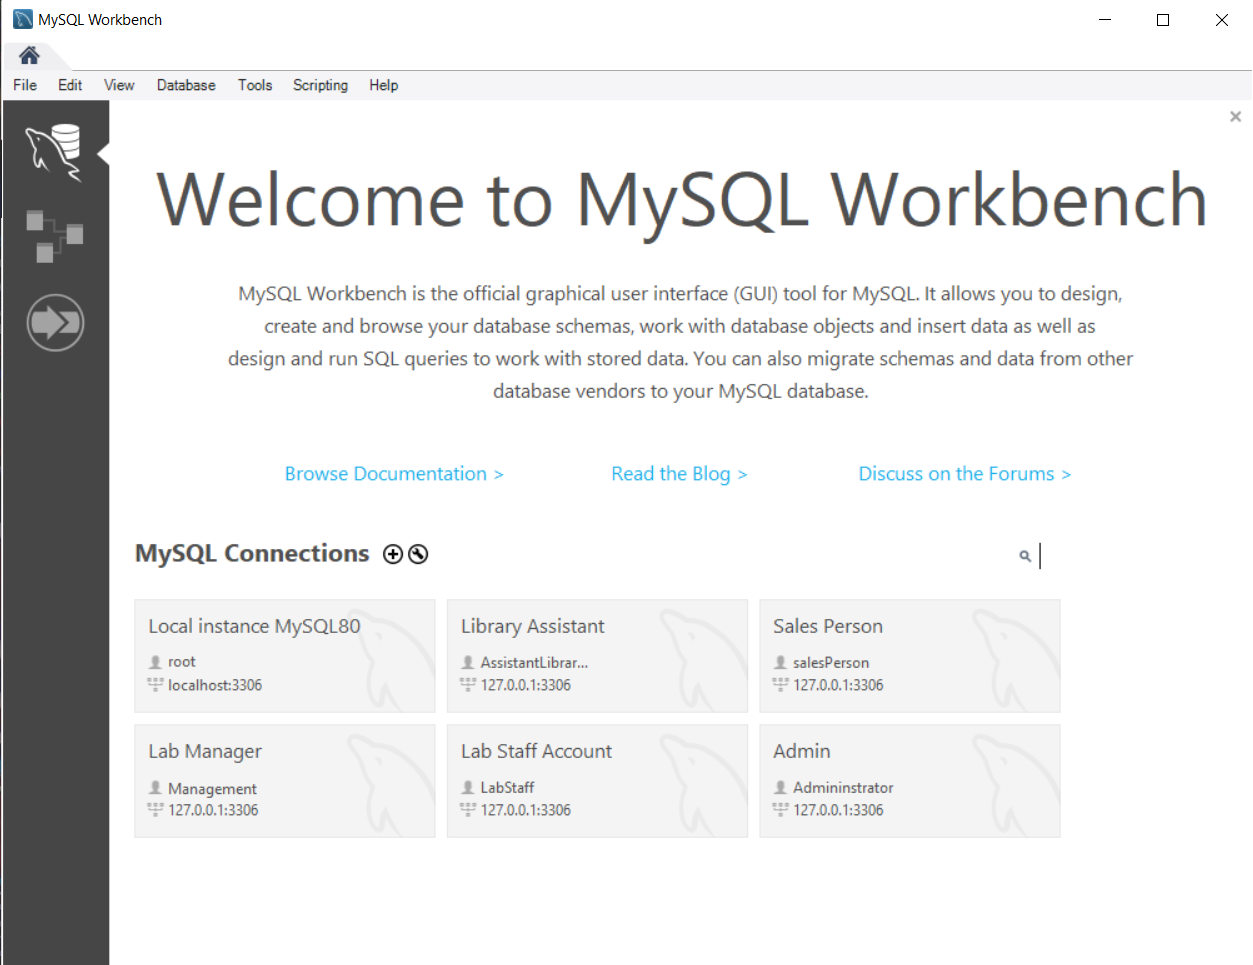 MySQL Workbench
File Edit View Database Tools Scripting Help
Welcome to MySQL Workbench
MySQL Workbench is the official graphical user interface (GUI) tool for MySQL. It allows you to design,
create and browse your database schemas, work with database objects and insert data as well as
design and run SQL queries to work with stored data. You can also migrate schemas and data from other
database vendors to your MySQL database.
Browse Documentation > Read the Blog > Discuss on the Forums >
MySQL Connections
Local instance MySQL80
root
localhost:3306
Library Assistant
AssistantLibrar...
127.0.0.1:3306
Sales Person
salesPerson
127.0.0.1:3306
Lab Manager
Management
127.0.0.1:3306
Lab Staff Account
LabStaff
127.0.0.1:3306
Admin
Admininstrator
127.0.0.1:3306